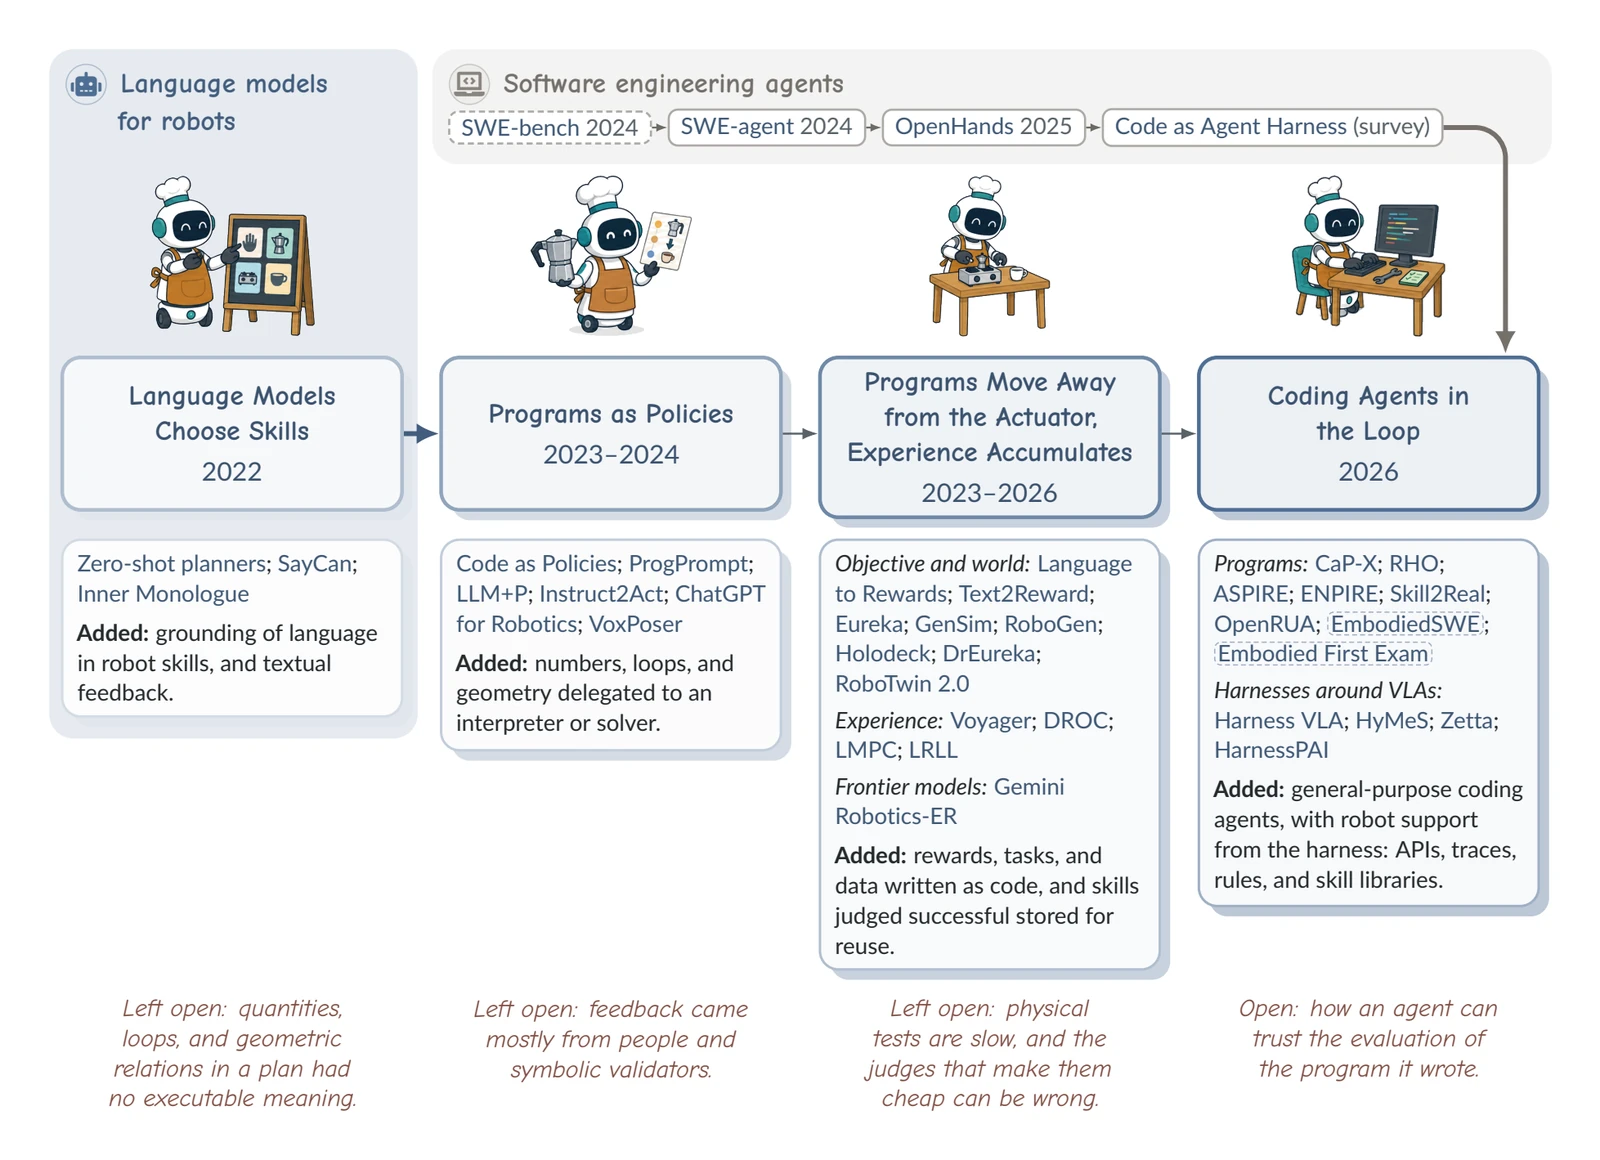 Language models
for robots
Software engineering agents
SWE-bench 2024
SWE-agent 2024
OpenHands 2025
Code as Agent Harness (survey)
Language Models
Choose Skills
2022
Zero-shot planners; SayCan;
Inner Monologue
Added: grounding of language
in robot skills, and textual
feedback.
Left open: quantities,
loops, and geometric
relations in a plan had
no executable meaning.
Programs as Policies
2023–2024
Code as Policies; ProgPrompt;
LLM+P; Instruct2Act; ChatGPT
for Robotics; VoxPoser
Added: numbers, loops, and
geometry delegated to an
interpreter or solver.
Left open: feedback came
mostly from people and
symbolic validators.
Programs Move Away
from the Actuator,
Experience Accumulates
2023–2026
Objective and world: Language
to Rewards; Text2Reward;
Eureka; GenSim; RoboGen;
Holodeck; DrEureka;
RoboTwin 2.0
Experience: Voyager; DROC;
LMPC; LRLL
Frontier models: Gemini
Robotics-ER
Added: rewards, tasks, and
data written as code, and skills
judged successful stored for
reuse.
Left open: physical
tests are slow, and the
judges that make them
cheap can be wrong.
Coding Agents in
the Loop
2026
Programs: CaP-X; RHO;
ASPIRE; ENPIRE; Skill2Real;
OpenRUA; EmbodiedSWE;
Embodied First Exam
Harnesses around VLAs:
Harness VLA; HyMeS; Zetta;
HarnessPAI
Added: general-purpose coding
agents, with robot support
from the harness: APIs, traces,
rules, and skill libraries.
Open: how an agent can
trust the evaluation of
the program it wrote.